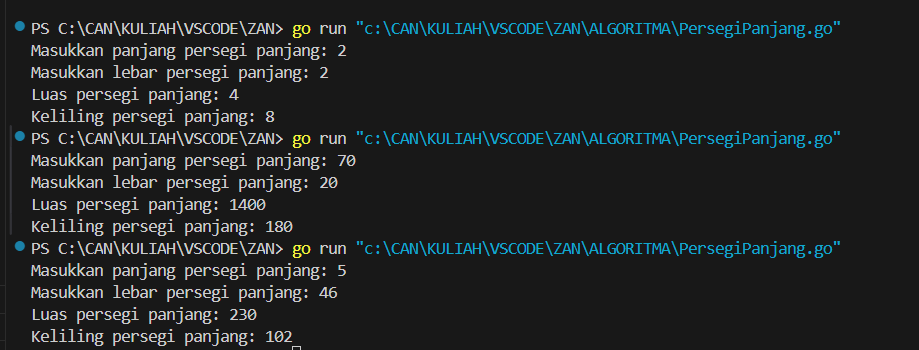 PS C:\CAN\KULIAH\VSCODE\ZAN> go run "c:\CAN\KULIAH\VSCODE\ZAN\ALGORITMA\PersegiPanjang.go"
Masukkan panjang persegi panjang: 2
Masukkan lebar persegi panjang: 2
Luas persegi panjang: 4
Keliling persegi panjang: 8
PS C:\CAN\KULIAH\VSCODE\ZAN> go run "c:\CAN\KULIAH\VSCODE\ZAN\ALGORITMA\PersegiPanjang.go"
Masukkan panjang persegi panjang: 70
Masukkan lebar persegi panjang: 20
Luas persegi panjang: 1400
Keliling persegi panjang: 180
PS C:\CAN\KULIAH\VSCODE\ZAN> go run "c:\CAN\KULIAH\VSCODE\ZAN\ALGORITMA\PersegiPanjang.go"
Masukkan panjang persegi panjang: 5
Masukkan lebar persegi panjang: 46
Luas persegi panjang: 230
Keliling persegi panjang: 102